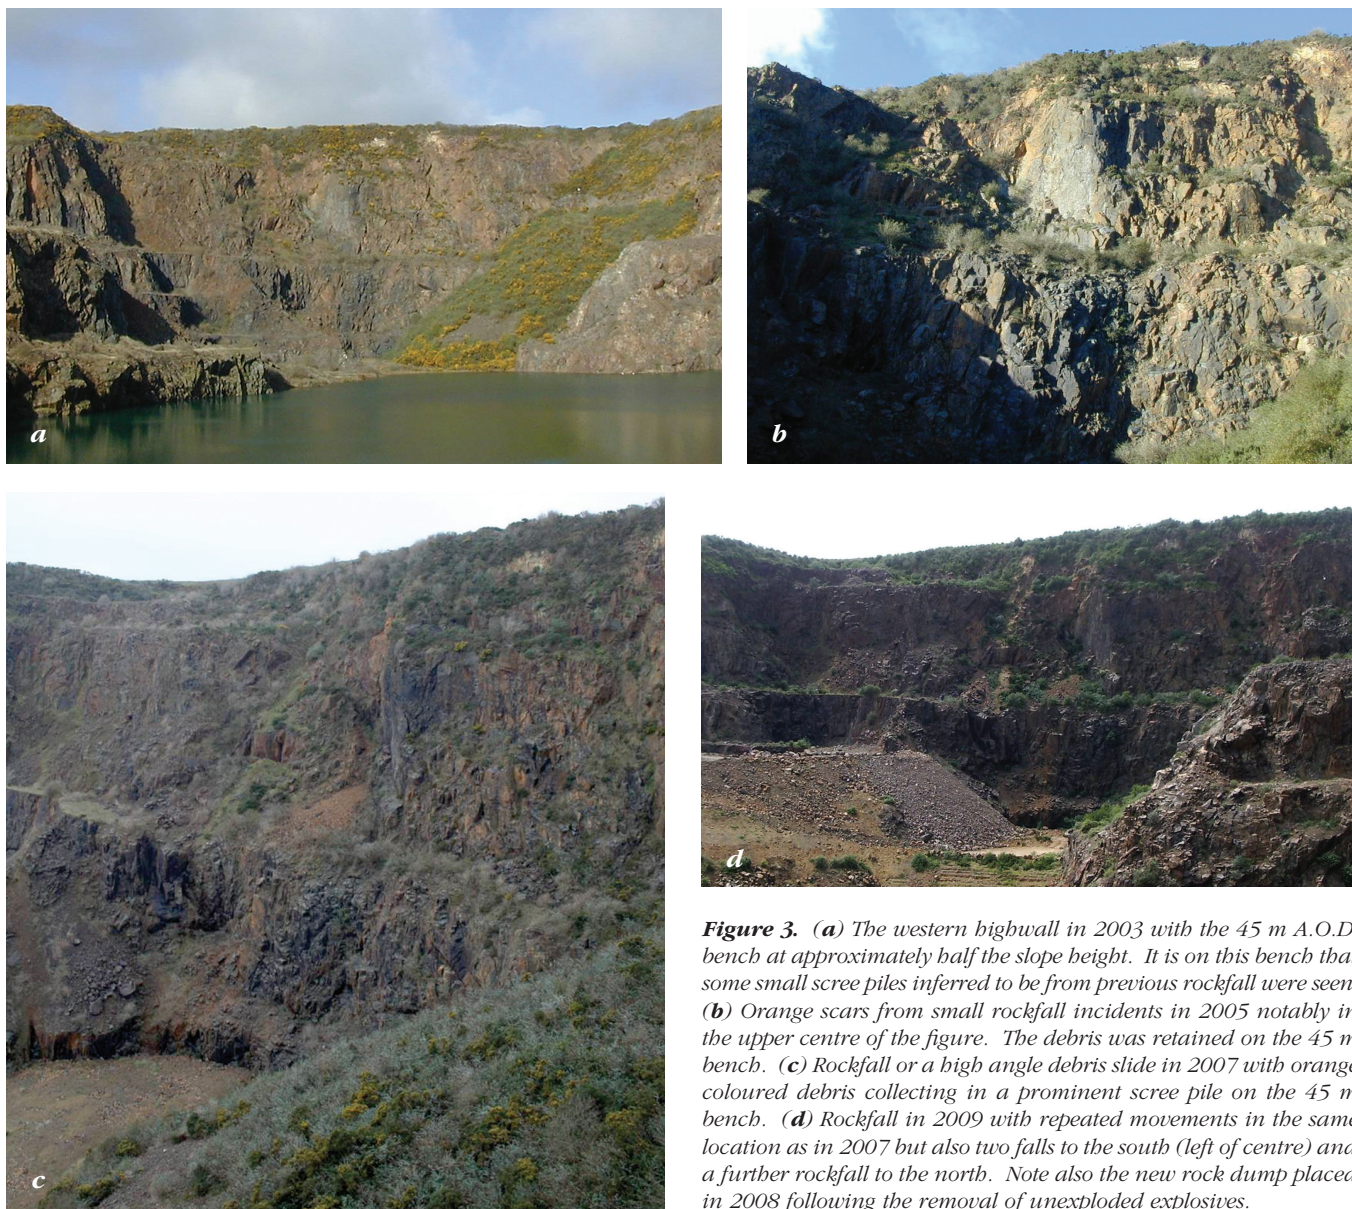 a
b
c
d
Figure 3. (a) The western highwall in 2003 with the 45 m A.O.D
bench at approximately half the slope height. It is on this bench tha
some small scree piles inferred to be from previous rockfall were seen
(b) Orange scars from small rockfall incidents in 2005 notably in
the upper centre of the figure. The debris was retained on the 45 m
bench. (c) Rockfall or a high angle debris slide in 2007 with orange
coloured debris collecting in a prominent scree pile on the 45 m
bench. (d) Rockfall in 2009 with repeated movements in the same
location as in 2007 but also two falls to the south (left of centre) and
a further rockfall to the north. Note also the new rock dump placed
in 2008 following the removal of unexploded explosives.